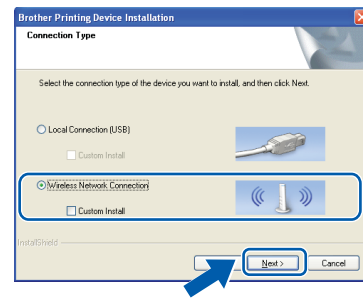 Brother Printing Device Installation
Connection Type
Select the connection type of the device you want to install, and then click Next.
Local Connection (USB)
Custom Install
Wireless Network Connection
Custom Install
InstallShield
Next >
Cancel